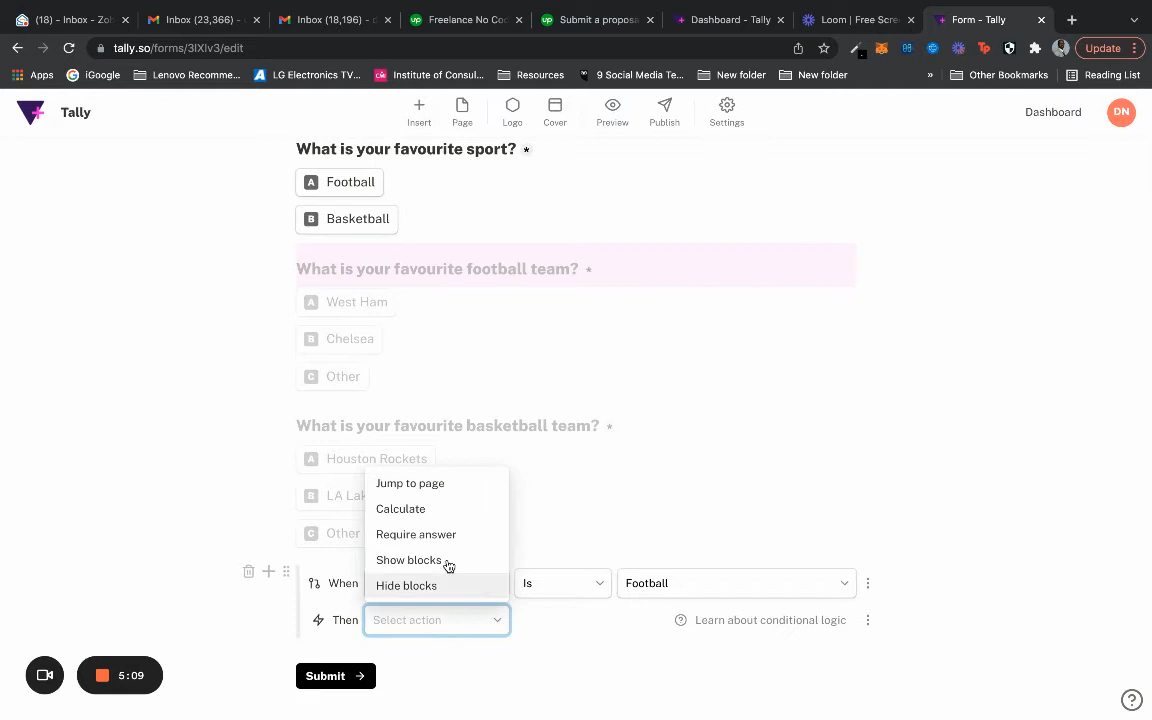 (18) - Inbox - Zoh
Inbox (23,366) -
Inbox (18,196) - d
Freelance No Co
Submit a proposa
Dashboard - Tally
Loom | Free Scre
Form - Tally
tally.so/forms/3lXlv3/edit
Update
Apps
iGoogle
Lenovo Recomme...
LG Electronics TV...
Institute of Consul...
Resources
9 Social Media Te...
New folder
New folder
»
Other Bookmarks
Reading List
Tally
Insert
Page
Logo
Cover
Preview
Publish
Settings
Dashboard
DN
What is your favourite sport? *
A Football
B Basketball
What is your favourite football team? *
A West Ham
B Chelsea
C Other
What is your favourite basketball team? *
A Houston Rockets
B LA Lak
C Other
Jump to page
Calculate
Require answer
Show blocks
Hide blocks
When
Is
Football
Then
Select action
Learn about conditional logic
5:09
Submit →